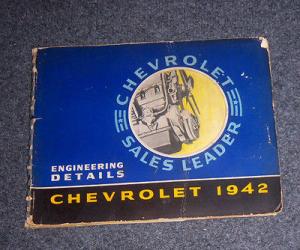 CHEVROLET
SALES LEADER
ENGINEERING
DETAILS
CHEVROLET 1942